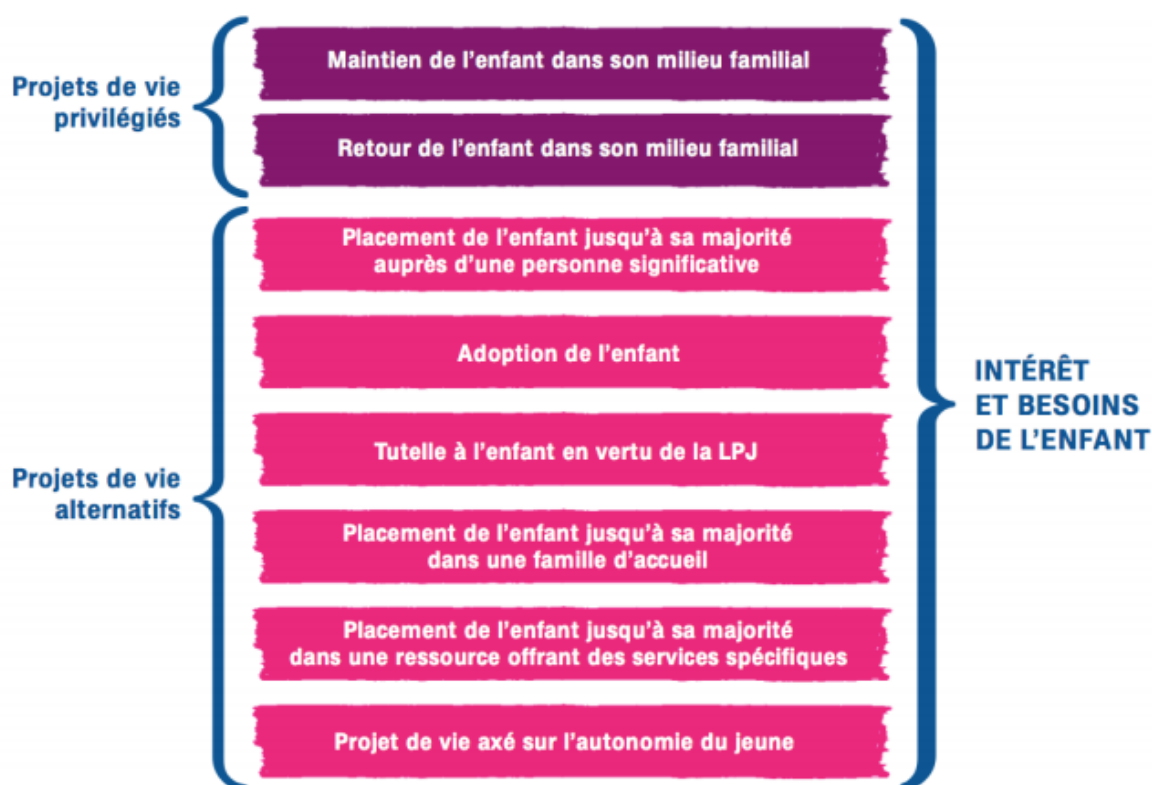 Projets de vie
privilégiés
Maintien de l'enfant dans son milieu familial
Retour de l'enfant dans son milieu familial
Projets de vie
alternatifs
Placement de l'enfant jusqu'à sa majorité
auprès d'une personne significative
Adoption de l'enfant
Tutelle à l'enfant en vertu de la LPJ
Placement de l'enfant jusqu'à sa majorité
dans une famille d'accueil
Placement de l'enfant jusqu'à sa majorité
dans une ressource offrant des services spécifiques
Projet de vie axé sur l'autonomie du jeune
INTÉRÊT
ET BESOINS
DE L'ENFANT